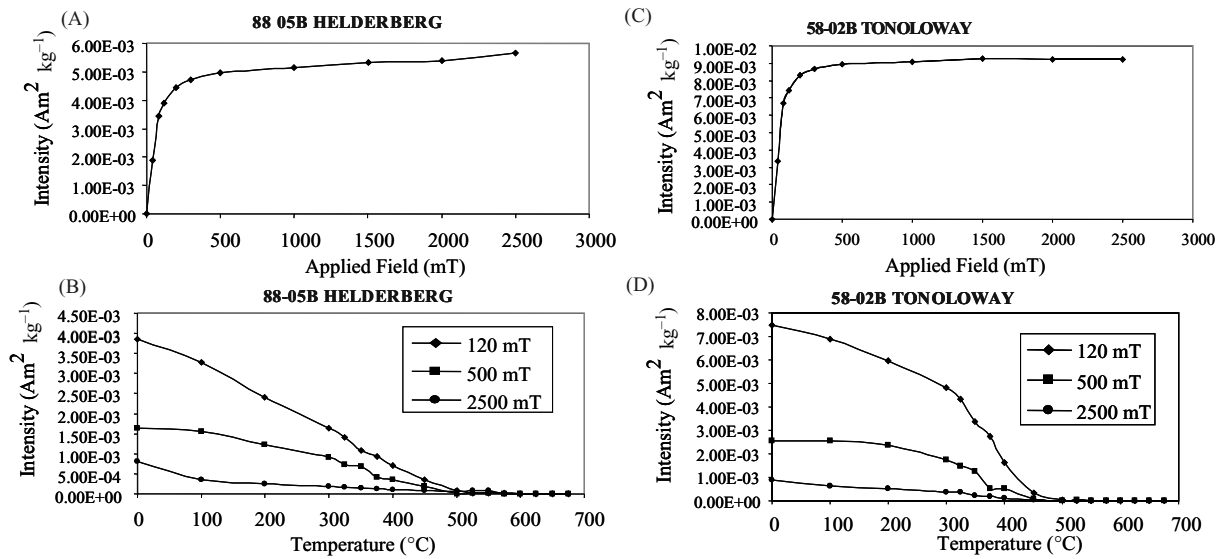 (A)
88 05B HELDERBERG
Intensity (Am² kg⁻¹)
6.00E-03
5.00E-03
4.00E-03
3.00E-03
2.00E-03
1.00E-03
0.00E+00
0 500 1000 1500 2000 2500 3000
Applied Field (mT)
(C)
58-02B TONOLOWAY
Intensity (Am² kg⁻¹)
1.00E-02
9.00E-03
8.00E-03
7.00E-03
6.00E-03
5.00E-03
4.00E-03
3.00E-03
2.00E-03
1.00E-03
0.00E+00
0 500 1000 1500 2000 2500 3000
Applied Field (mT)
(B)
88-05B HELDERBERG
Intensity (Am² kg⁻¹)
4.50E-03
4.00E-03
3.50E-03
3.00E-03
2.50E-03
2.00E-03
1.50E-03
1.00E-03
5.00E-04
0.00E+00
120 mT
500 mT
2500 mT
0 100 200 300 400 500 600 700
Temperature (°C)
(D)
58-02B TONOLOWAY
Intensity (Am² kg⁻¹)
8.00E-03
7.00E-03
6.00E-03
5.00E-03
4.00E-03
3.00E-03
2.00E-03
1.00E-03
0.00E+00
120 mT
500 mT
2500 mT
0 100 200 300 400 500 600 700
Temperature (°C)